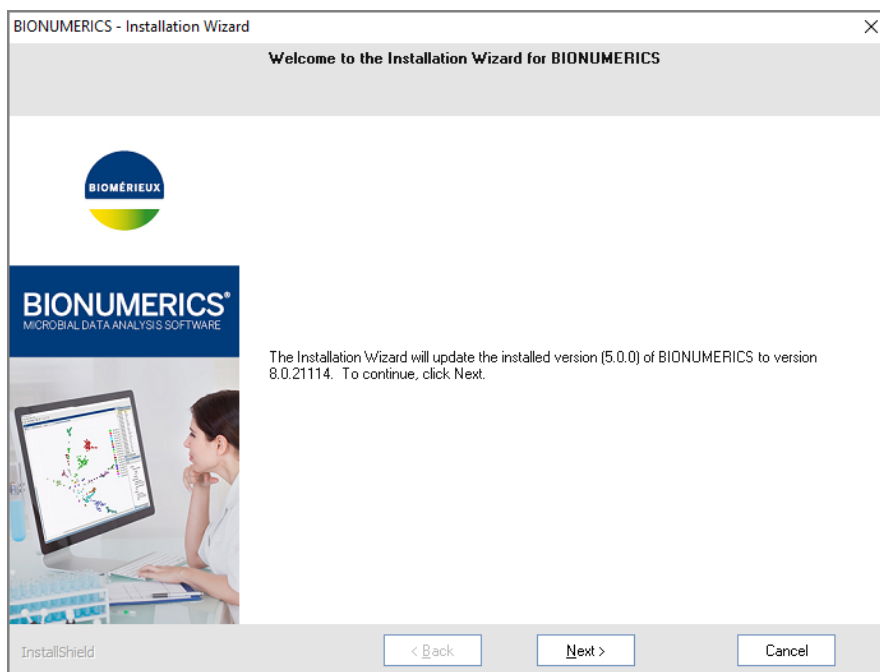 BIONUMERICS - Installation Wizard
Welcome to the Installation Wizard for BIONUMERICS
BIOMÉRIEUX
BIONUMERICS®
MICROBIAL DATA ANALYSIS SOFTWARE
The Installation Wizard will update the installed version (5.0.0) of BIONUMERICS to version
8.0.21114. To continue, click Next.
InstallShield
< Back
Next >
Cancel